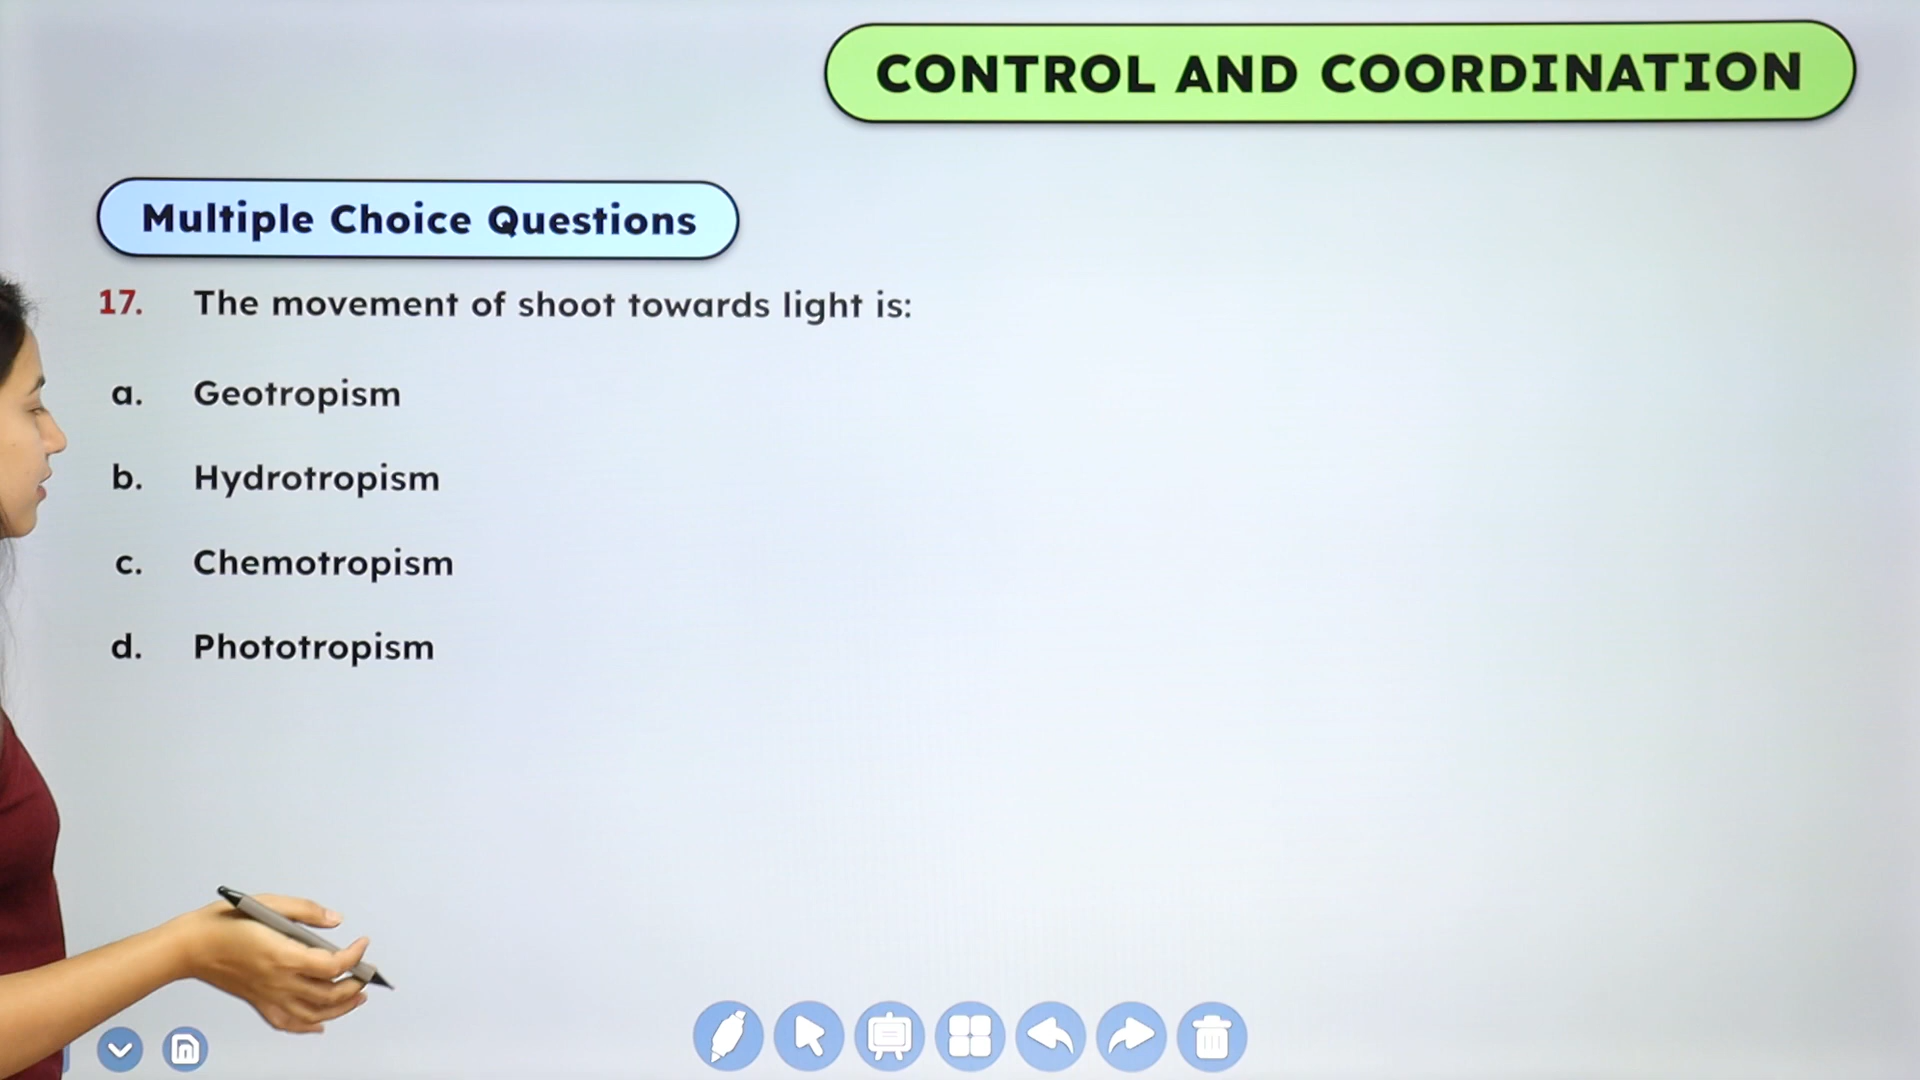 CONTROL AND COORDINATION
Multiple Choice Questions
17. The movement of shoot towards light is:
a. Geotropism
b. Hydrotropism
c. Chemotropism
d. Phototropism